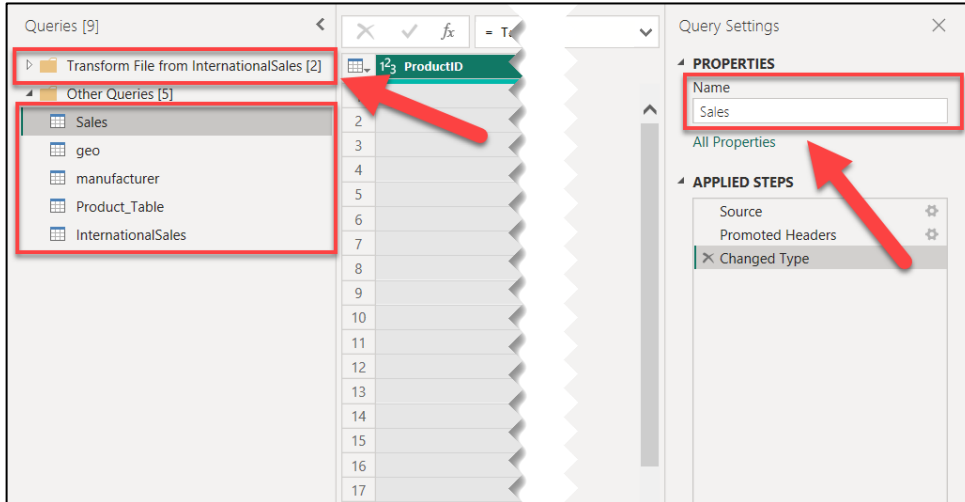 Queries [9]
Transform File from InternationalSales [2]
Other Queries [5]
Sales
geo
manufacturer
Product_Table
InternationalSales
fx
= Ta
1²3 ProductID
2
3
4
5
6
7
8
9
10
11
12
13
14
15
16
17
Query Settings
PROPERTIES
Name
Sales
All Properties
APPLIED STEPS
Source
Promoted Headers
Changed Type